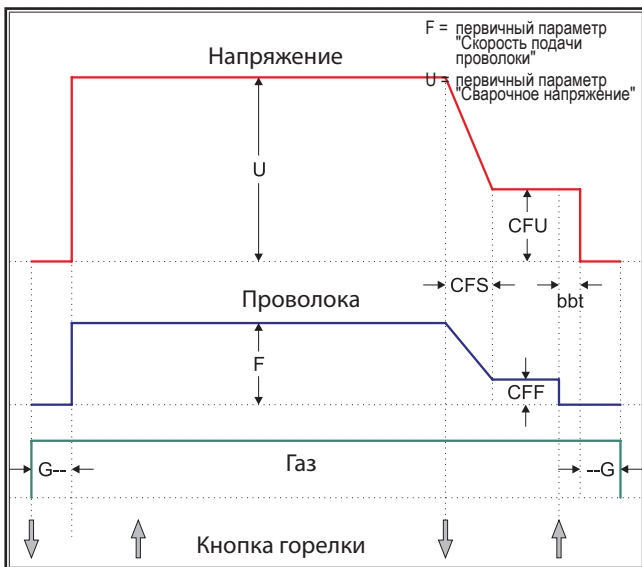 F = первичный параметр
"Скорость подачи
проволоки"
Напряжение
U = первичный параметр
"Сварочное напряжение"
U
CFU
CFS
bbt
Проволока
F
CFF
Газ
G--
--G
Кнопка горелки